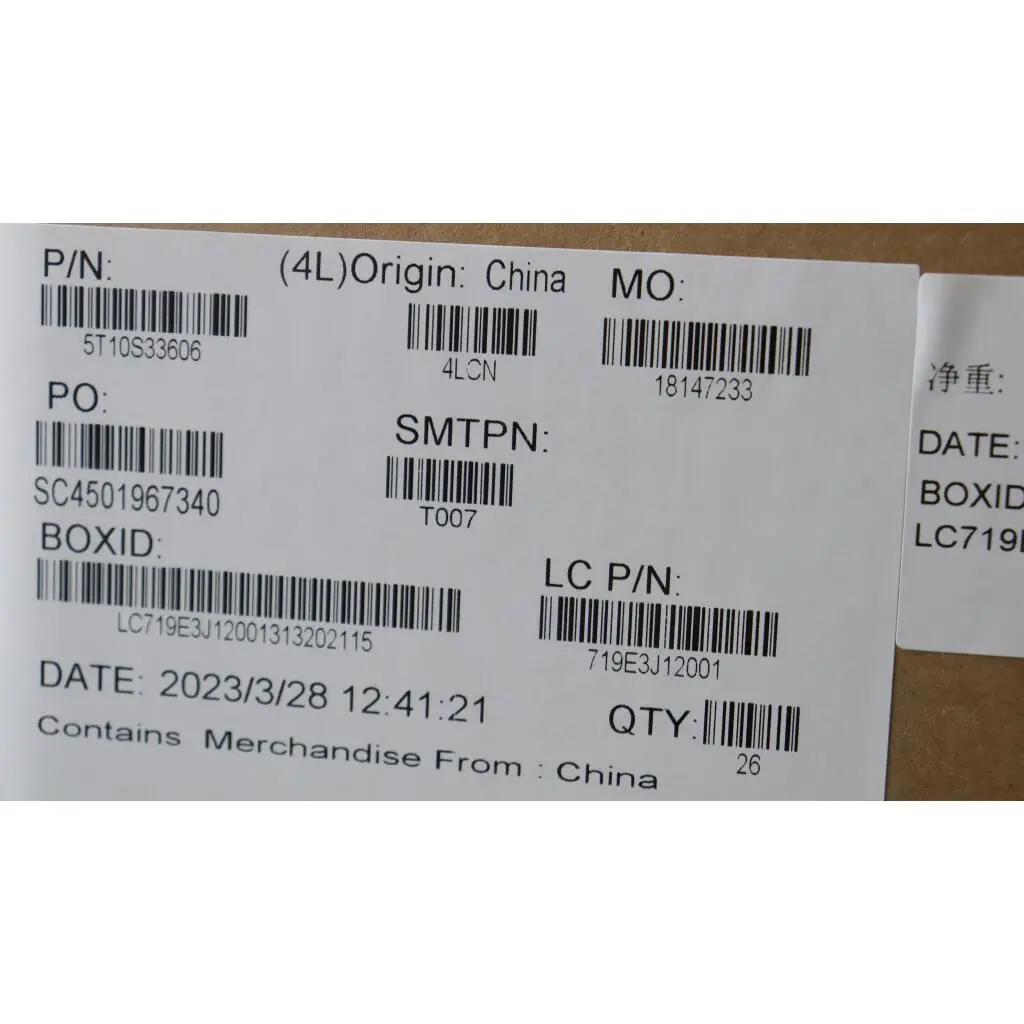 P/N:
5T10S33606
(4L)Origin: China
4LCN
MO:
18147233
PO:
SC4501967340
SMTPN:
T007
BOXID:
LC719E3J12001313202115
LC P/N:
719E3J12001
DATE: 2023/3/28 12:41:21
QTY:
26
Contains Merchandise From : China
净重:
DATE:
BOXID
LC719